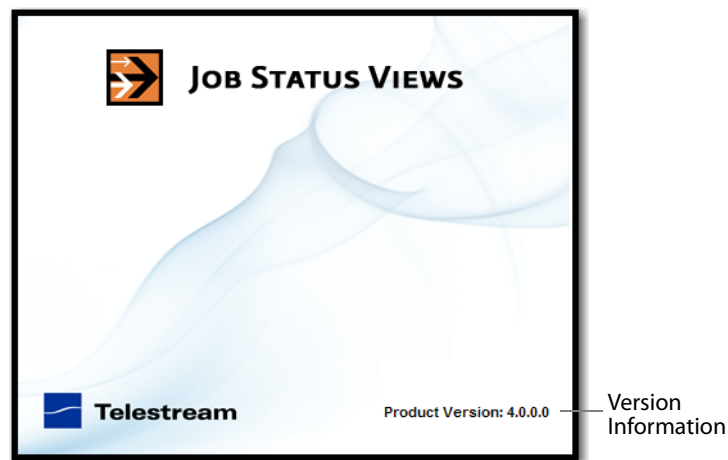 JOB STATUS VIEWS
Telestream
Product Version: 4.0.0.0
Version
Information